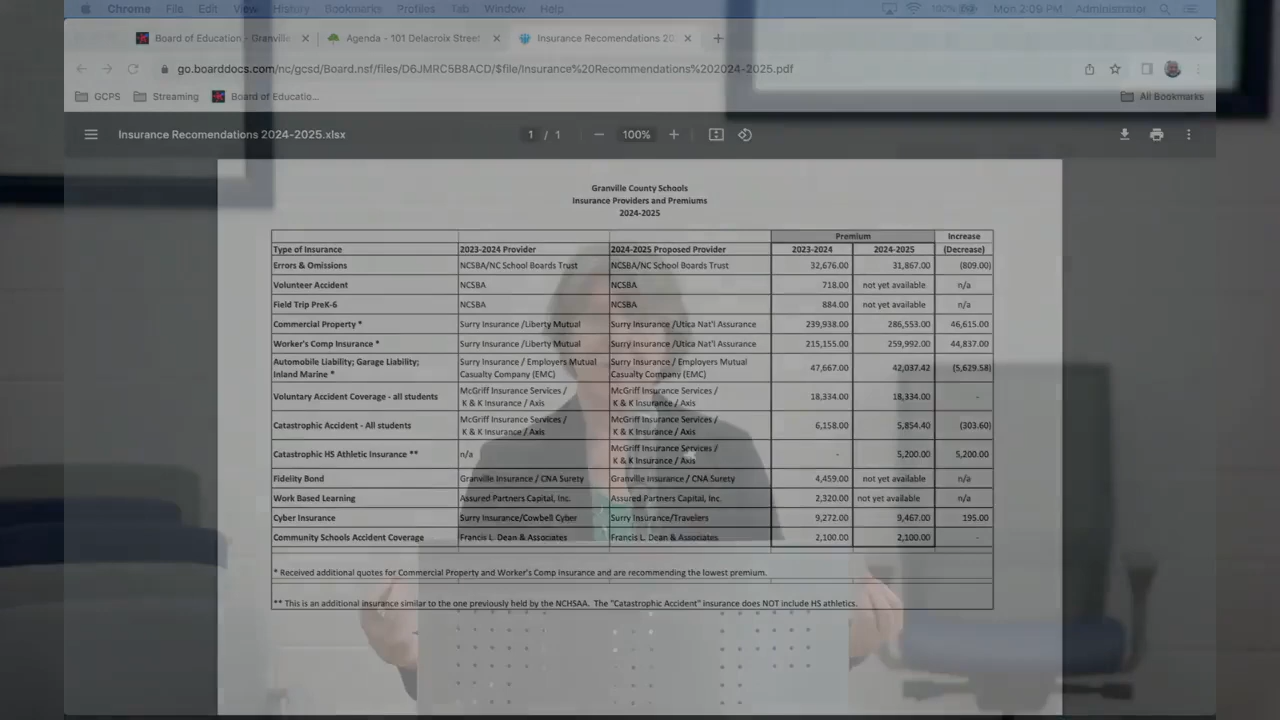 Chrome File Edit View History Bookmarks Profiles Tab Window Help 100% Mon 2:09 PM Administrator
Board of Education - Granville Agenda - 101 Delacroix Street Insurance Recomendations 20
go.boarddocs.com/nc/gcsd/Board.nsf/files/D6JMRC5B8ACD/$file/Insurance%20Recommendations%202024-2025.pdf
GCPS Streaming Board of Educatio... All Bookmarks
Insurance Recomendations 2024-2025.xlsx 1 / 1 100%
Granville County Schools
Insurance Providers and Premiums
2024-2025
Premium Increase
Type of Insurance 2023-2024 Provider 2024-2025 Proposed Provider 2023-2024 2024-2025 (Decrease)
Errors & Omissions NCSBA/NC School Boards Trust NCSBA/NC School Boards Trust 32,676.00 31,867.00 (809.00)
Volunteer Accident NCSBA NCSBA 718.00 not yet available n/a
Field Trip PreK-6 NCSBA NCSBA 884.00 not yet available n/a
Commercial Property * Surry Insurance /Liberty Mutual Surry Insurance /Utica Nat'l Assurance 239,938.00 286,553.00 46,615.00
Worker's Comp Insurance * Surry Insurance /Liberty Mutual Surry Insurance /Utica Nat'l Assurance 215,155.00 259,992.00 44,837.00
Automobile Liability; Garage Liability; Surry Insurance / Employers Mutual Surry Insurance / Employers Mutual
Inland Marine * Casualty Company (EMC) Casualty Company (EMC) 47,667.00 42,037.42 (5,629.58)
McGriff Insurance Services / McGriff Insurance Services /
Voluntary Accident Coverage - all students K & K Insurance / Axis K & K Insurance / Axis 18,334.00 18,334.00 -
McGriff Insurance Services / McGriff Insurance Services /
Catastrophic Accident - All students K & K Insurance / Axis K & K Insurance / Axis 6,158.00 5,854.40 (303.60)
McGriff Insurance Services /
Catastrophic HS Athletic Insurance ** n/a K & K Insurance / Axis - 5,200.00 5,200.00
Fidelity Bond Granville Insurance / CNA Surety Granville Insurance / CNA Surety 4,459.00 not yet available n/a
Work Based Learning Assured Partners Capital, Inc. Assured Partners Capital, Inc. 2,320.00 not yet available n/a
Cyber Insurance Surry Insurance/Cowbell Cyber Surry Insurance/Travelers 9,272.00 9,467.00 195.00
Community Schools Accident Coverage Francis L. Dean & Associates Francis L. Dean & Associates 2,100.00 2,100.00 -
* Received additional quotes for Commercial Property and Worker's Comp Insurance and are recommending the lowest premium.
** This is an additional insurance similar to the one previously held by the NCHSAA. The "Catastrophic Accident" insurance does NOT include HS athletics.